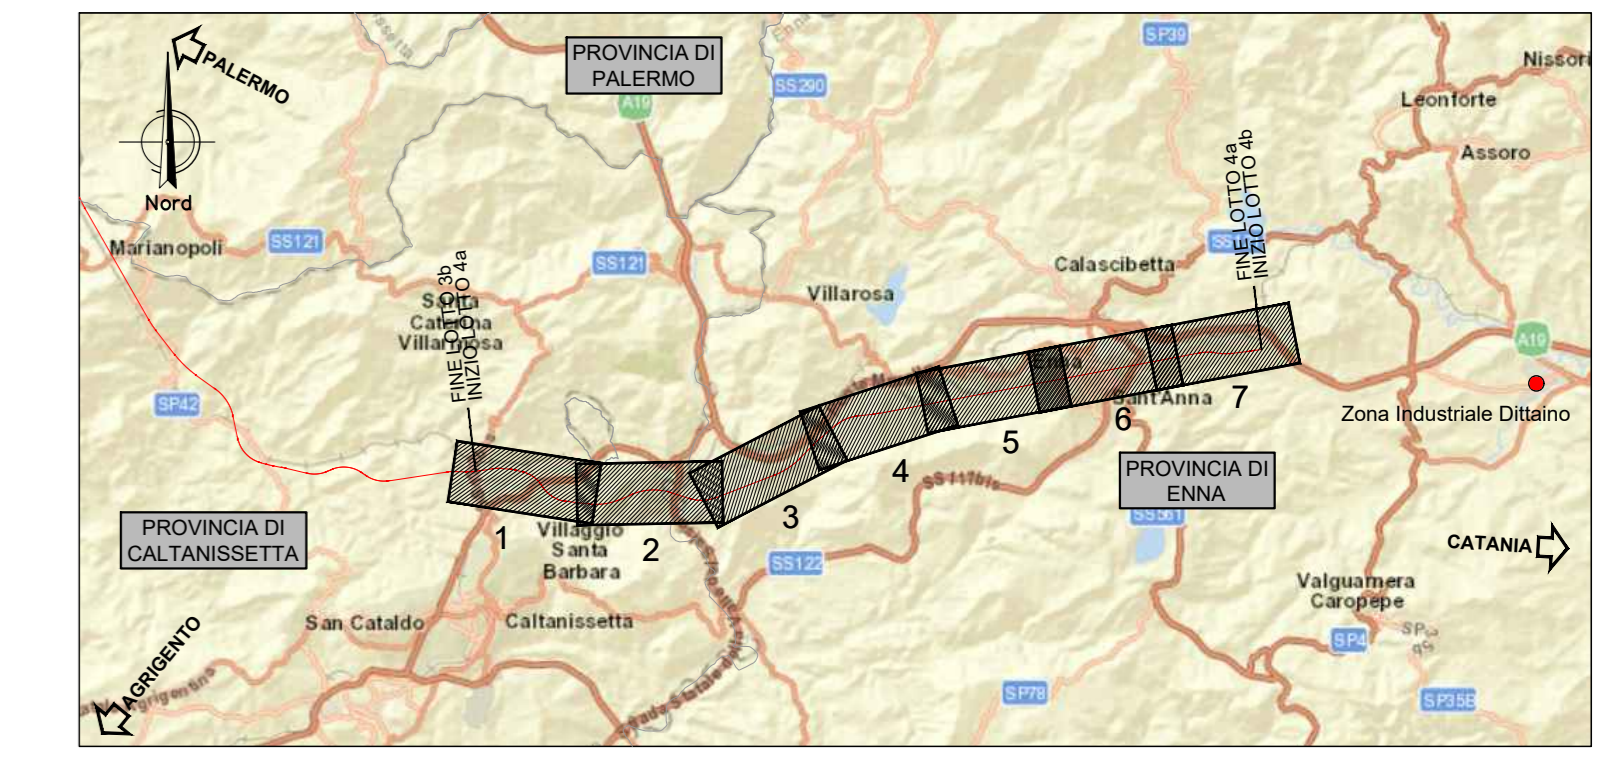 PALERMO
PROVINCIA DI
PALERMO
A19
SS290
SP39
Nissori
Leonforte
Assoro
Nord
Marianopoli
SS121
SS121
Santa
Caterina
Villarmosa
FINE LOTTO 3b
INIZIO LOTTO 4a
Villarosa
Calascibetta
FINE LOTTO 4a
INIZIO LOTTO 4b
A19
Enna
Sant'Anna
Zona Industriale Dittaino
SP42
1
2
3
4
5
6
7
SS117bis
PROVINCIA DI
ENNA
SS561
PROVINCIA DI
CALTANISSETTA
Villaggio
Santa
Barbara
SS122
CATANIA
Valguarnera
Caropepe
San Cataldo
Caltanissetta
SP4
AGRIGENTO
SP78
SP35B